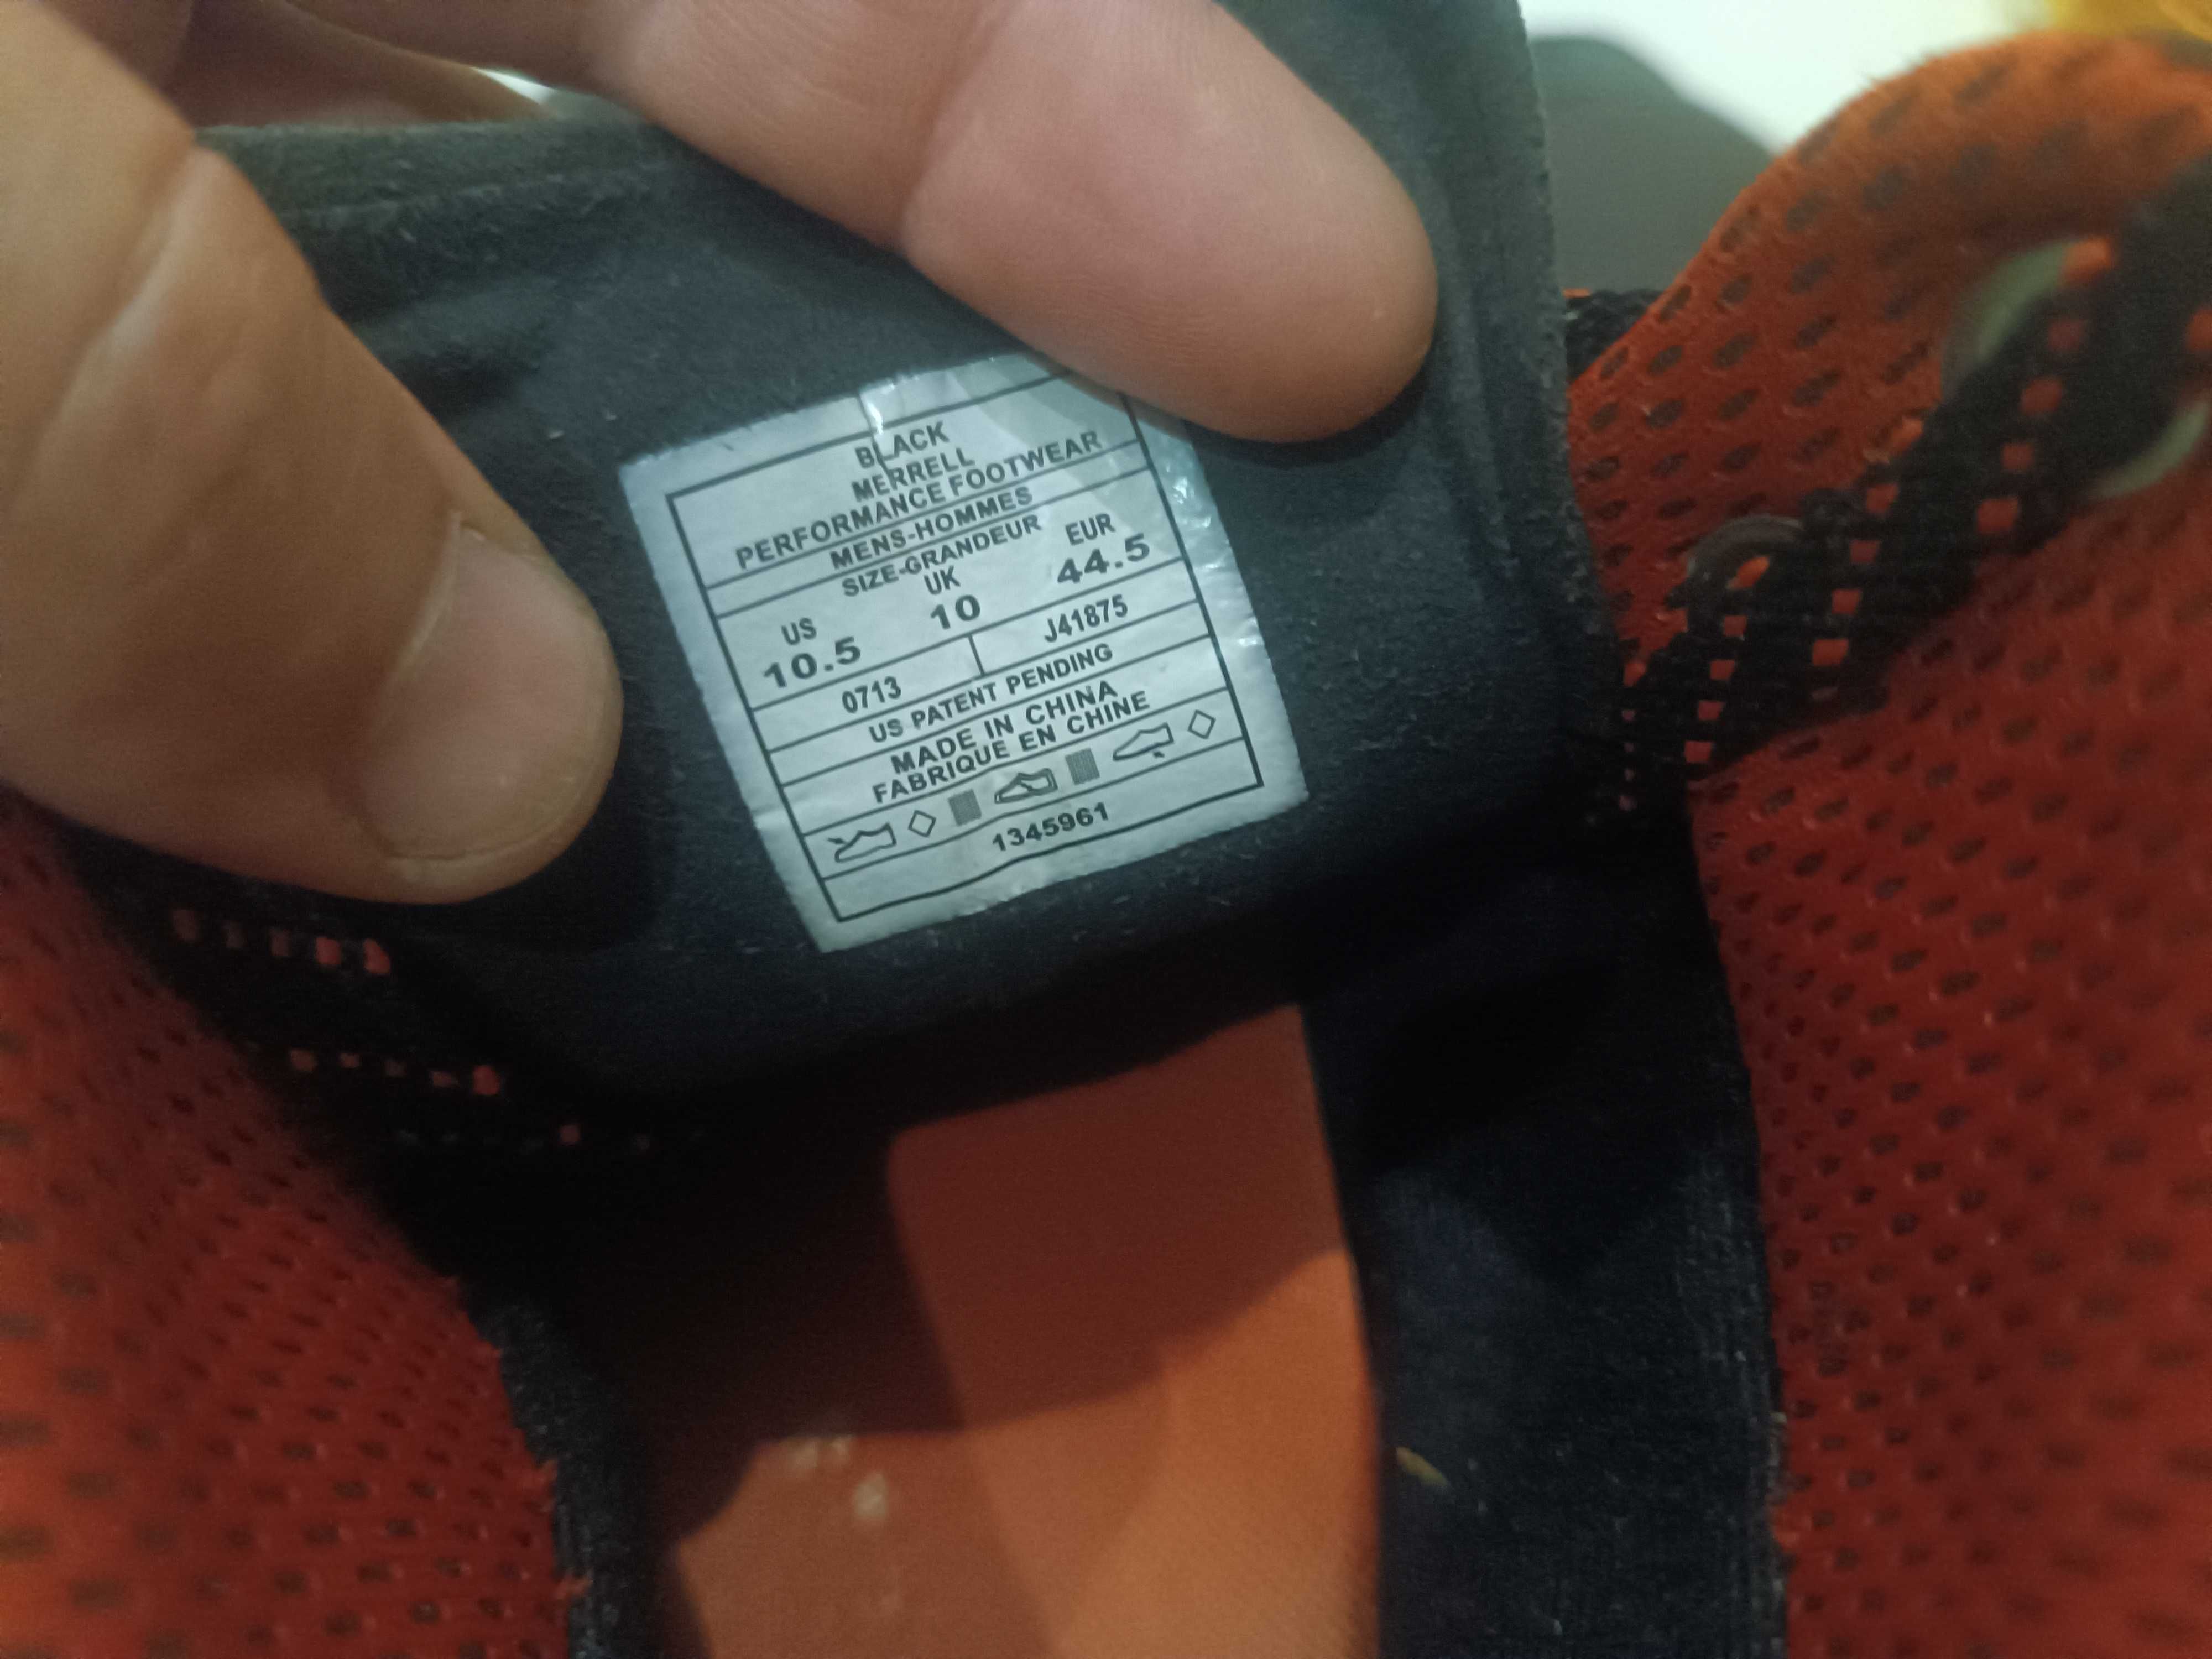 BLACK
MERRELL
PERFORMANCE FOOTWEAR
MENS-HOMMES
SIZE-GRANDEUR
US UK EUR
10.5 10 44.5
0713 J41875
US PATENT PENDING
MADE IN CHINA
FABRIQUE EN CHINE
1345961